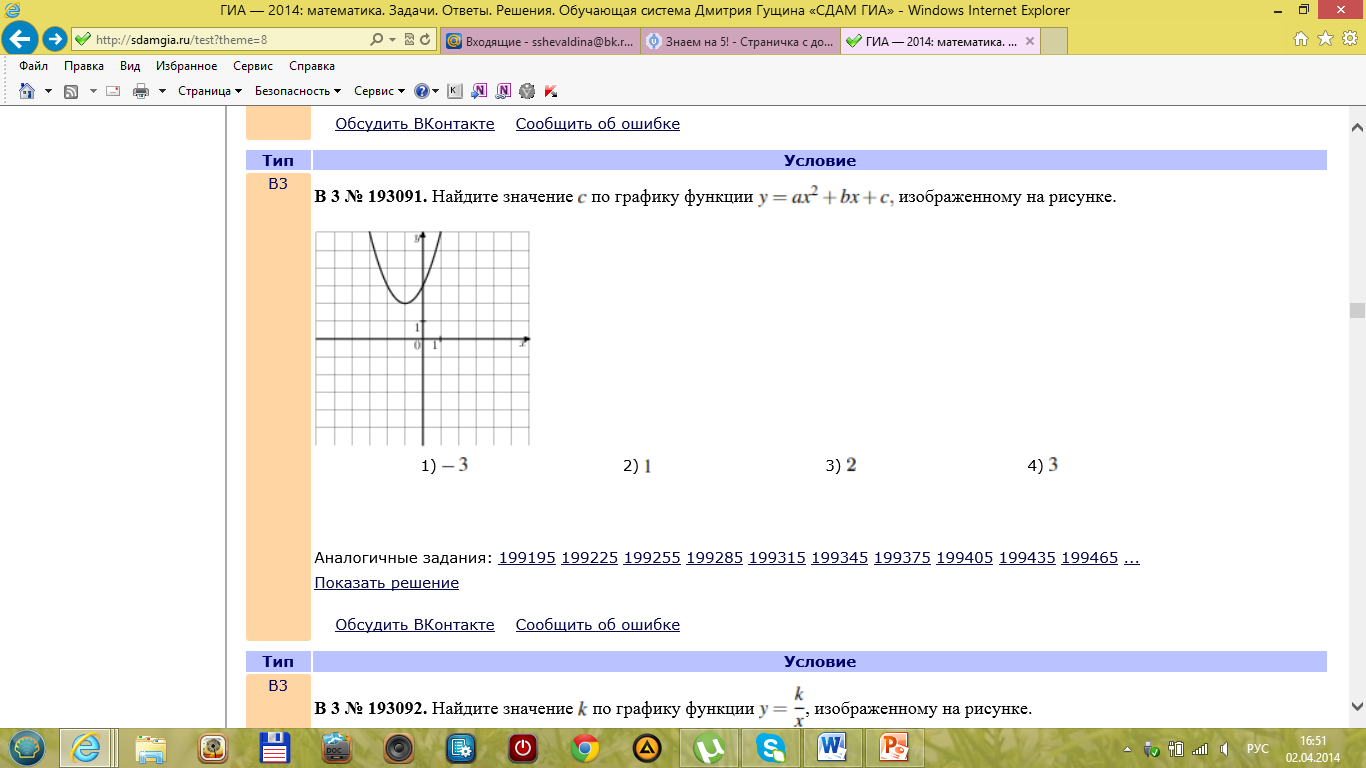 ГИА — 2014: математика. Задачи. Ответы. Решения. Обучающая система Дмитрия Гущина «СДАМ ГИА» - Windows Internet Explorer
http://sdamgia.ru/test?theme=8
Входящие - sshevaldina@bk.r...
Знаем на 5! - Страничка с до...
ГИА — 2014: математика. ...
Файл Правка Вид Избранное Сервис Справка
Страница Безопасность Сервис
Обсудить ВКонтакте Сообщить об ошибке
Тип Условие
B3
В 3 № 193091. Найдите значение c по графику функции y = ax² + bx + c, изображенному на рисунке.
y
1
0 1 x
1) − 3 2) 1 3) 2 4) 3
Аналогичные задания: 199195 199225 199255 199285 199315 199345 199375 199405 199435 199465 ...
Показать решение
Обсудить ВКонтакте Сообщить об ошибке
Тип Условие
B3
В 3 № 193092. Найдите значение k по графику функции y = k/x, изображенному на рисунке.
DOC
РУС
16:51
02.04.2014